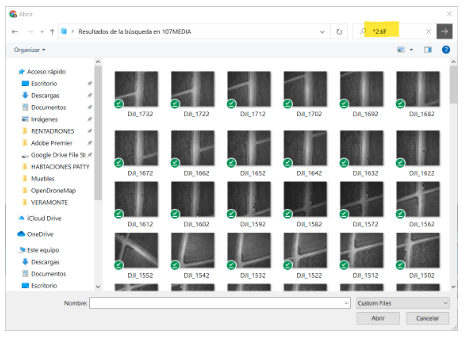 Abrir
Resultados de la búsqueda en 107MEDIA
*2.tif
Organizar
Acceso rápido
Escritorio
Descargas
Documentos
Imágenes
RENTADRONES
Adobe Premier
Google Drive File St
HABTACIONES PATTY
Muebles
OpenDroneMap
VERAMONTE
iCloud Drive
OneDrive
Este equipo
Descargas
Documentos
Escritorio
DJI_1732 DJI_1722 DJI_1712 DJI_1702 DJI_1692 DJI_1682
DJI_1672 DJI_1662 DJI_1652 DJI_1642 DJI_1632 DJI_1622
DJI_1612 DJI_1602 DJI_1592 DJI_1582 DJI_1572 DJI_1562
DJI_1552 DJI_1542 DJI_1532 DJI_1522 DJI_1512 DJI_1502
Nombre:
Custom Files
Abrir Cancelar